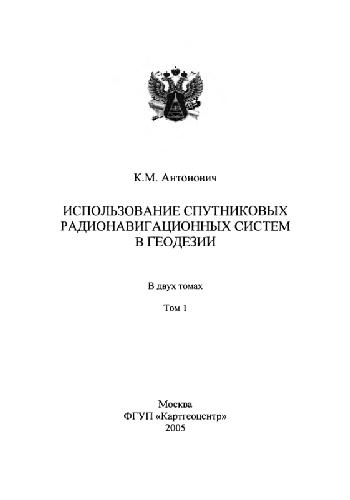 К.М. Антонович
ИСПОЛЬЗОВАНИЕ СПУТНИКОВЫХ
РАДИОНАВИГАЦИОННЫХ СИСТЕМ
В ГЕОДЕЗИИ
В двух томах
Том 1
Москва
ФГУП «Картгеоцентр»
2005